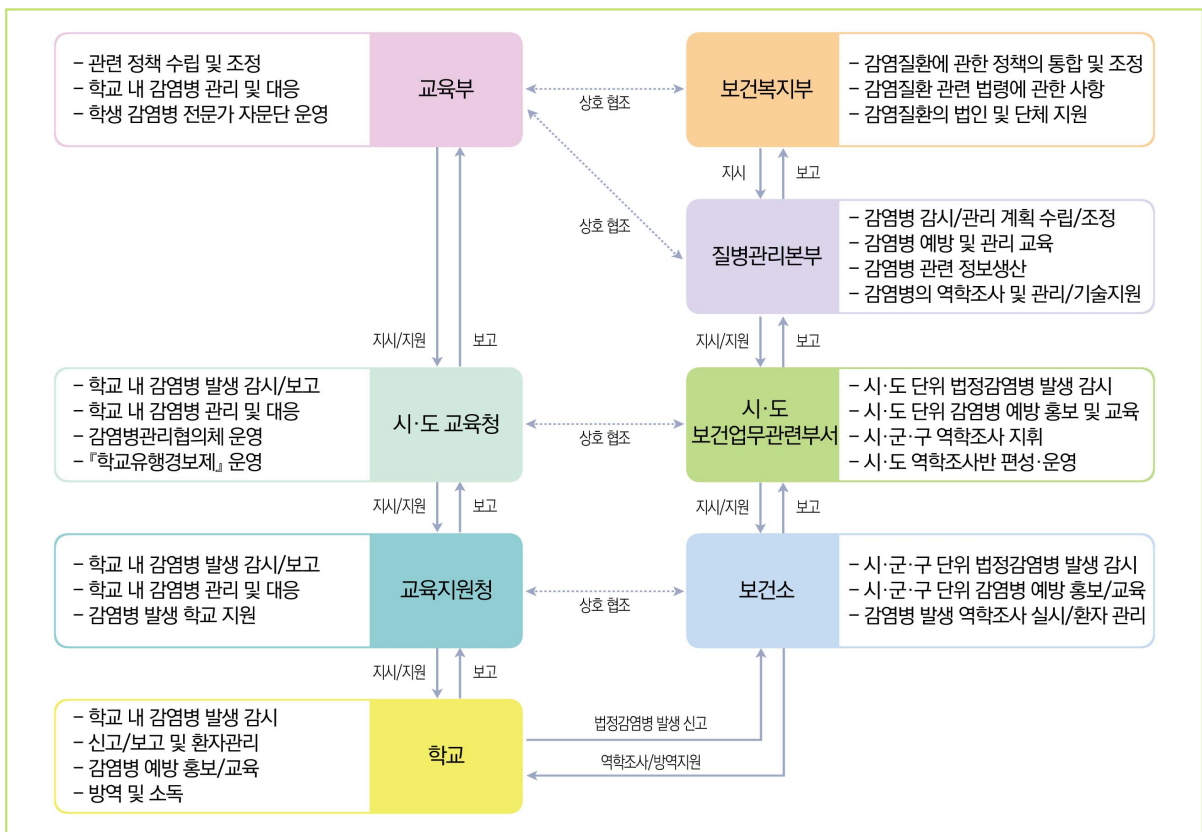 - 관련 정책 수립 및 조정
- 학교 내 감염병 관리 및 대응
- 학생 감염병 전문가 자문단 운영
교육부
상호 협조
보건복지부
- 감염질환에 관한 정책의 통합 및 조정
- 감염질환 관련 법령에 관한 사항
- 감염질환의 법인 및 단체 지원
지시
보고
상호 협조
질병관리본부
- 감염병 감시/관리 계획 수립/조정
- 감염병 예방 및 관리 교육
- 감염병 관련 정보생산
- 감염병의 역학조사 및 관리/기술지원
지시/지원
보고
지시/지원
보고
- 학교 내 감염병 발생 감시/보고
- 학교 내 감염병 관리 및 대응
- 감염병관리협의체 운영
- 『학교유행경보제』 운영
시·도 교육청
상호 협조
시·도
보건업무관련부서
- 시·도 단위 법정감염병 발생 감시
- 시·도 단위 감염병 예방 홍보 및 교육
- 시·군·구 역학조사 지휘
- 시·도 역학조사반 편성·운영
지시/지원
보고
지시/지원
보고
- 학교 내 감염병 발생 감시/보고
- 학교 내 감염병 관리 및 대응
- 감염병 발생 학교 지원
교육지원청
상호 협조
보건소
- 시·군·구 단위 법정감염병 발생 감시
- 시·군·구 단위 감염병 예방 홍보/교육
- 감염병 발생 역학조사 실시/환자 관리
지시/지원
보고
- 학교 내 감염병 발생 감시
- 신고/보고 및 환자관리
- 감염병 예방 홍보/교육
- 방역 및 소독
학교
법정감염병 발생 신고
역학조사/방역지원